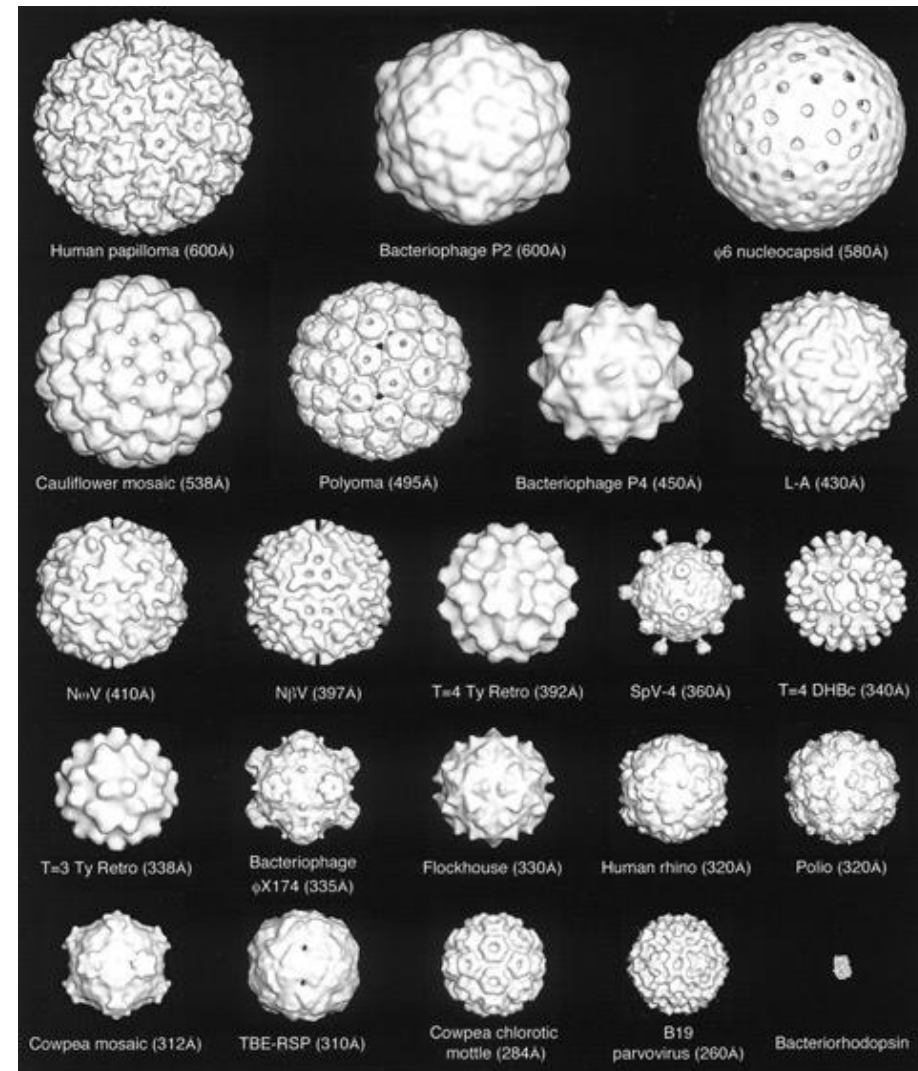 Human papilloma (600Å)
Bacteriophage P2 (600Å)
φ6 nucleocapsid (580Å)
Cauliflower mosaic (538Å)
Polyoma (495Å)
Bacteriophage P4 (450Å)
L-A (430Å)
NωV (410Å)
NβV (397Å)
T=4 Ty Retro (392Å)
SpV-4 (360Å)
T=4 DHBc (340Å)
T=3 Ty Retro (338Å)
Bacteriophage
φX174 (335Å)
Flockhouse (330Å)
Human rhino (320Å)
Polio (320Å)
Cowpea mosaic (312Å)
TBE-RSP (310Å)
Cowpea chlorotic
mottle (284Å)
B19
parvovirus (260Å)
Bacteriorhodopsin